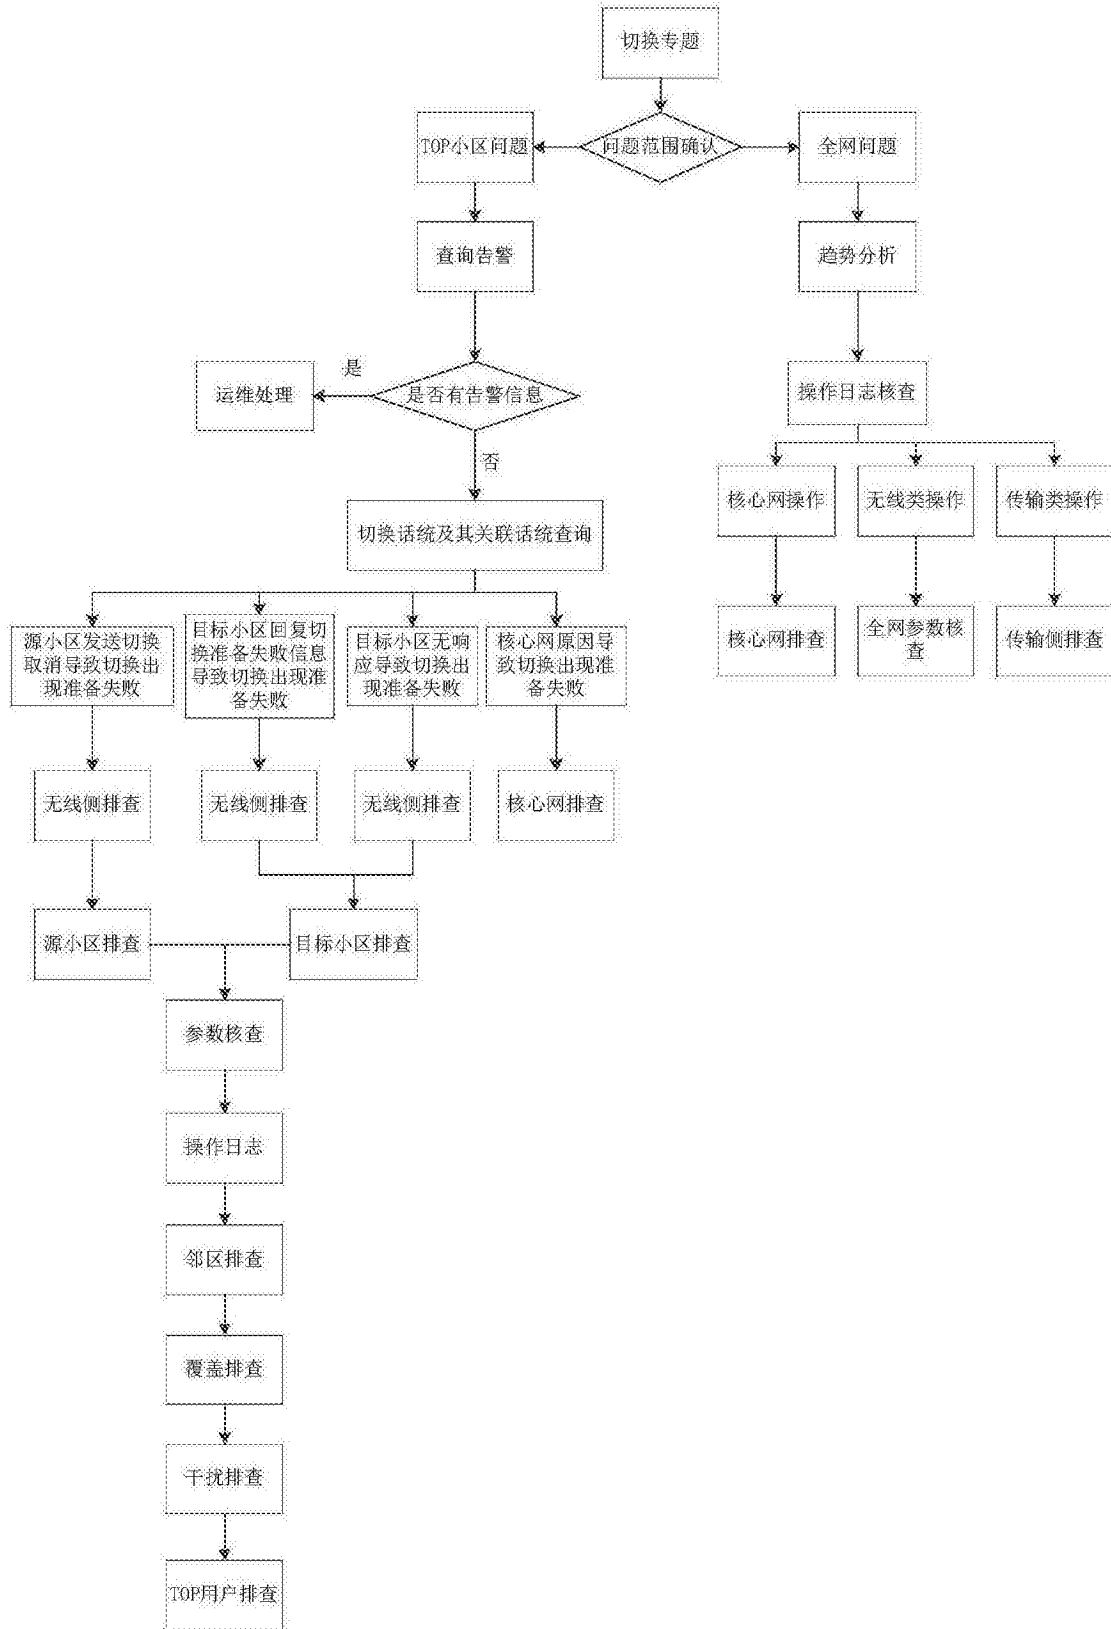 切换专题
TOP小区问题
问题范围确认
全网问题
查询告警
趋势分析
是
运维处理
是否有告警信息
操作日志核查
否
核心网操作
无线类操作
传输类操作
切换话统及其关联话统查询
源小区发送切换
取消导致切换出
现准备失败
目标小区回复切
换准备失败信息
导致切换出现准
备失败
目标小区无响
应导致切换出
现准备失败
核心网原因导
致切换出现准
备失败
核心网排查
全网参数核
查
传输侧排查
无线侧排查
无线侧排查
无线侧排查
核心网排查
源小区排查
目标小区排查
参数核查
操作日志
邻区排查
覆盖排查
干扰排查
TOP用户排查